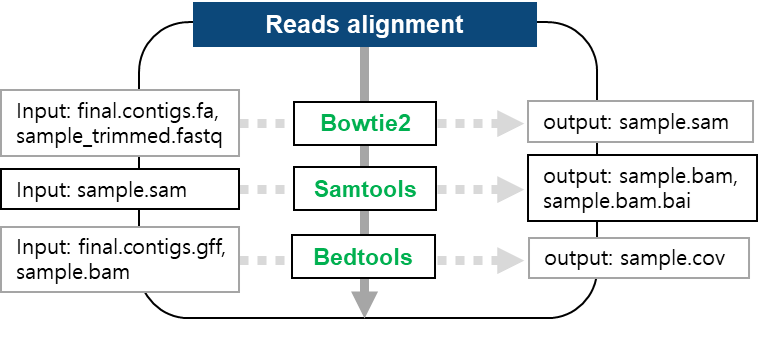 Reads alignment
Input: final.contigs.fa,
sample_trimmed.fastq
Bowtie2
output: sample.sam
Input: sample.sam
Samtools
output: sample.bam,
sample.bam.bai
Input: final.contigs.gff,
sample.bam
Bedtools
output: sample.cov